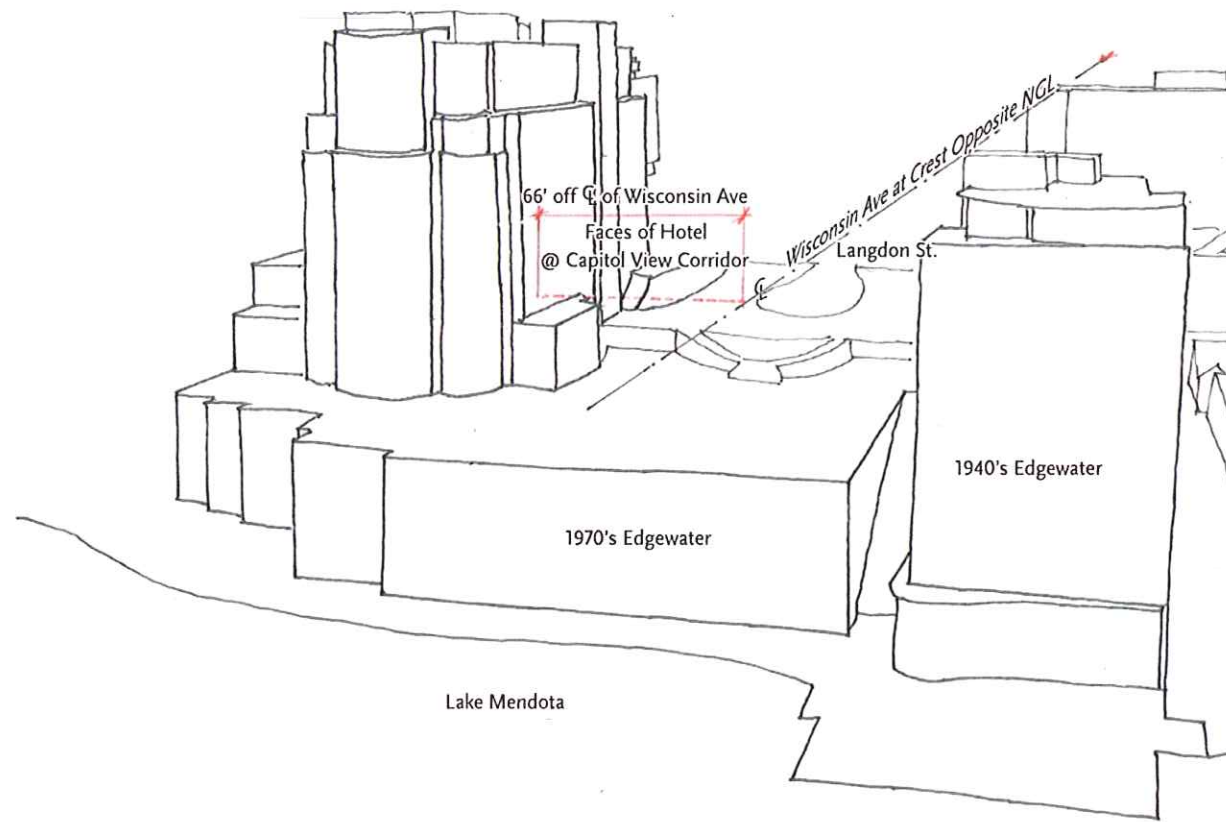 Wisconsin Ave at Crest Opposite NGL
66' off ℄ of Wisconsin Ave
Faces of Hotel
@ Capitol View Corridor
Langdon St.
℄
1940's Edgewater
1970's Edgewater
Lake Mendota